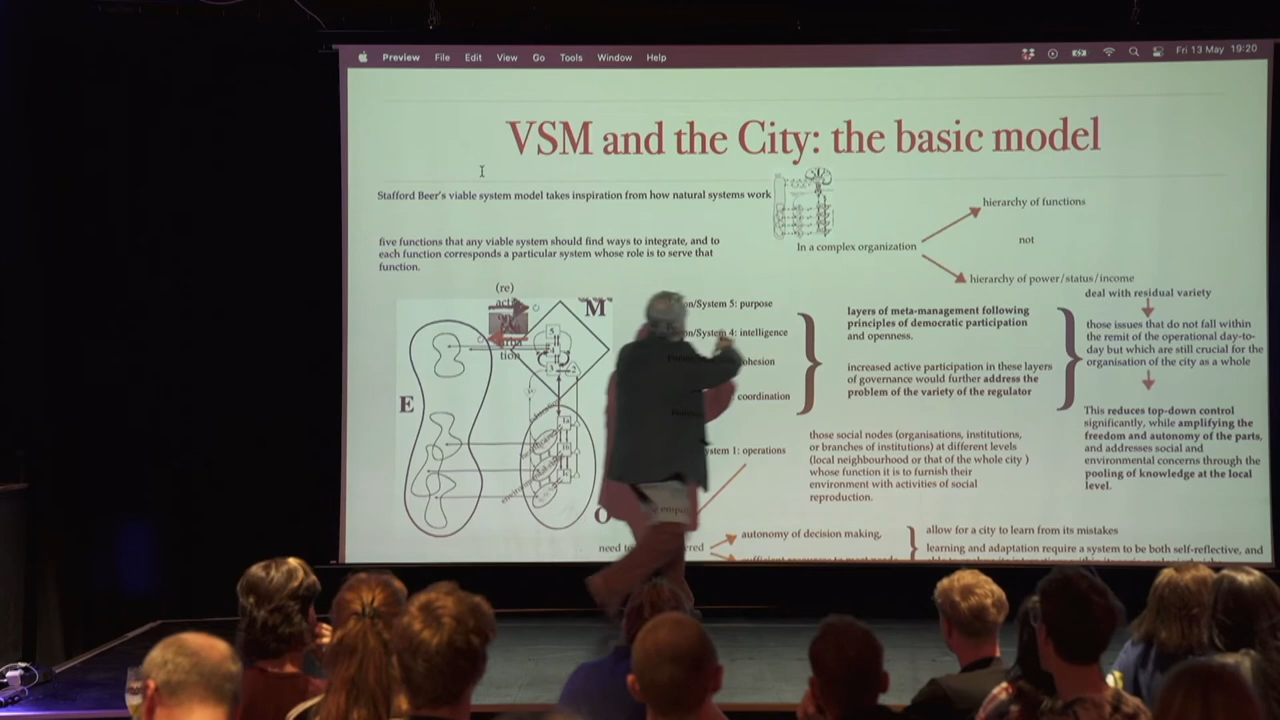 Preview File Edit View Go Tools Window Help
Fri 13 May 19:20
VSM and the City: the basic model
Stafford Beer's viable system model takes inspiration from how natural systems work
five functions that any viable system should find ways to integrate, and to
each function corresponds a particular system whose role is to serve that
function.
In a complex organization
hierarchy of functions
not
hierarchy of power/status/income
(re)
M
E
O
5
on/System 5: purpose
on/System 4: intelligence
ohesion
coordination
ystem 1: operations
layers of meta-management following
principles of democratic participation
and openness.
increased active participation in these layers
of governance would further address the
problem of the variety of the regulator
deal with residual variety
those issues that do not fall within
the remit of the operational day-to-
day but which are still crucial for the
organisation of the city as a whole
This reduces top-down control
significantly, while amplifying the
freedom and autonomy of the parts,
and addresses social and
environmental concerns through the
pooling of knowledge at the local
level.
those social nodes (organisations, institutions,
or branches of institutions) at different levels
(local neighbourhood or that of the whole city )
whose function it is to furnish their
environment with activities of social
reproduction.
need
autonomy of decision making,
allow for a city to learn from its mistakes
learning and adaptation require a system to be both self-reflective, and